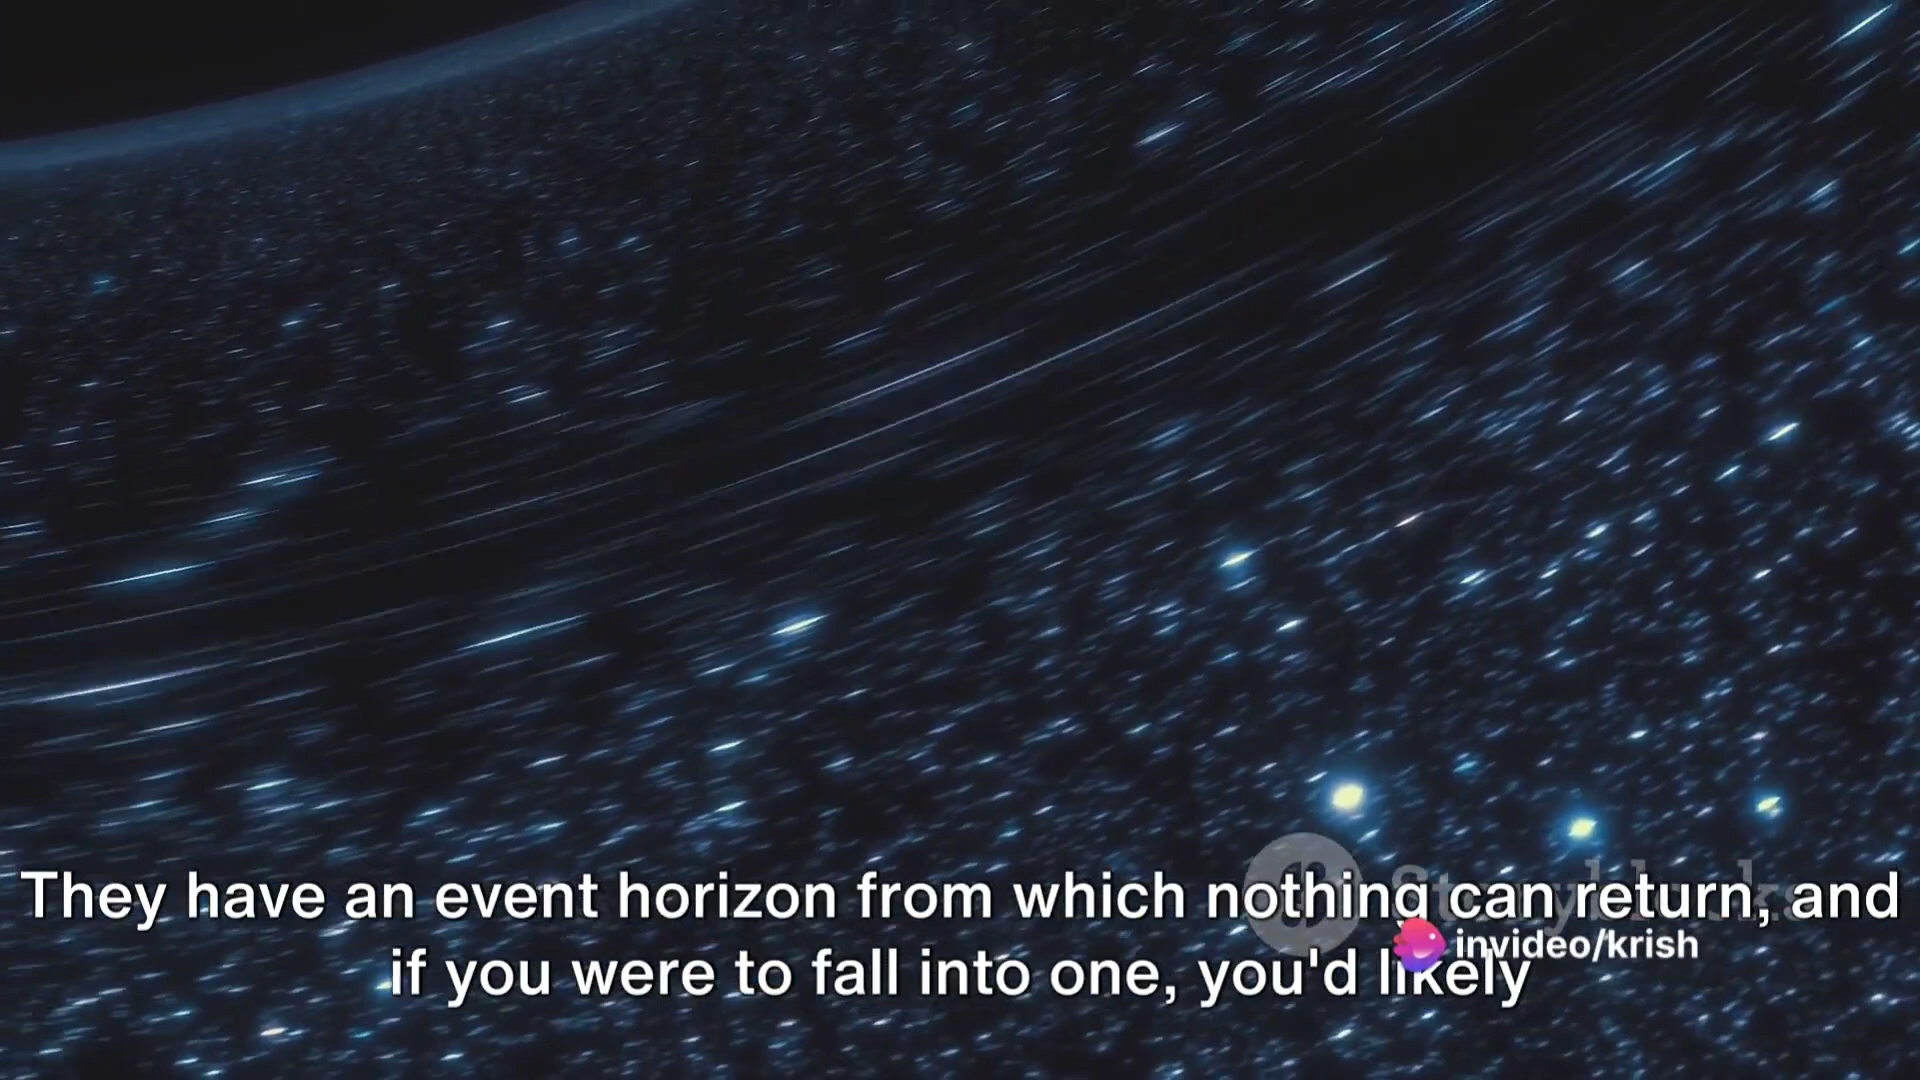 Storyblocks
They have an event horizon from which nothing can return, and
invideo/krish
if you were to fall into one, you'd likely